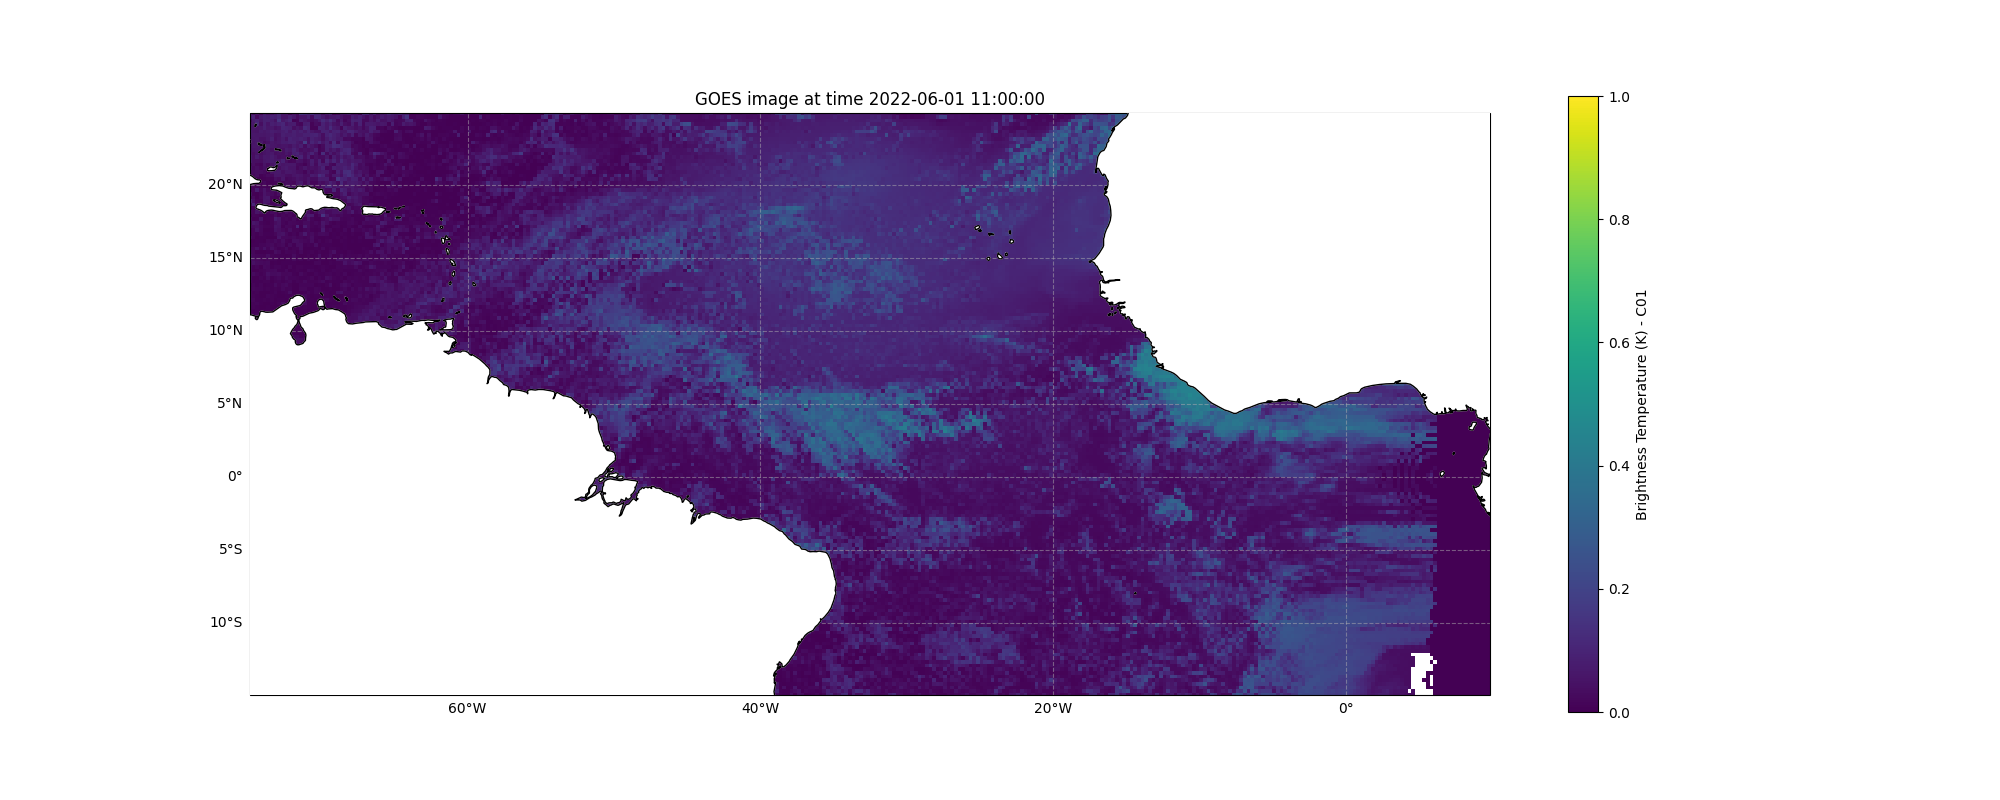 GOES image at time 2022-06-01 11:00:00
20°N
15°N
10°N
5°N
0°
5°S
10°S
60°W
40°W
20°W
0°
1.0
0.8
0.6
0.4
0.2
0.0
Brightness Temperature (K) - C01